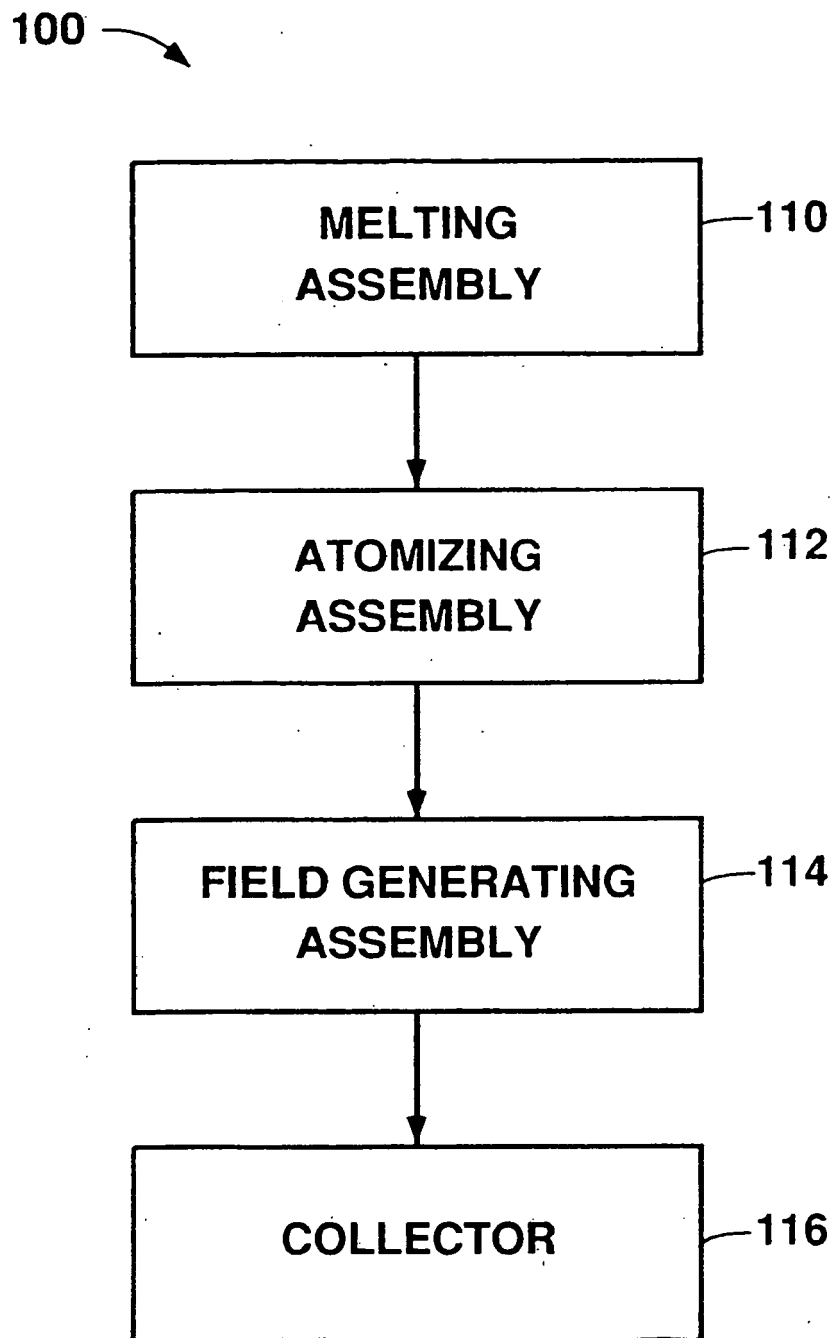 100
MELTING
ASSEMBLY
110
ATOMIZING
ASSEMBLY
112
FIELD GENERATING
ASSEMBLY
114
COLLECTOR
116